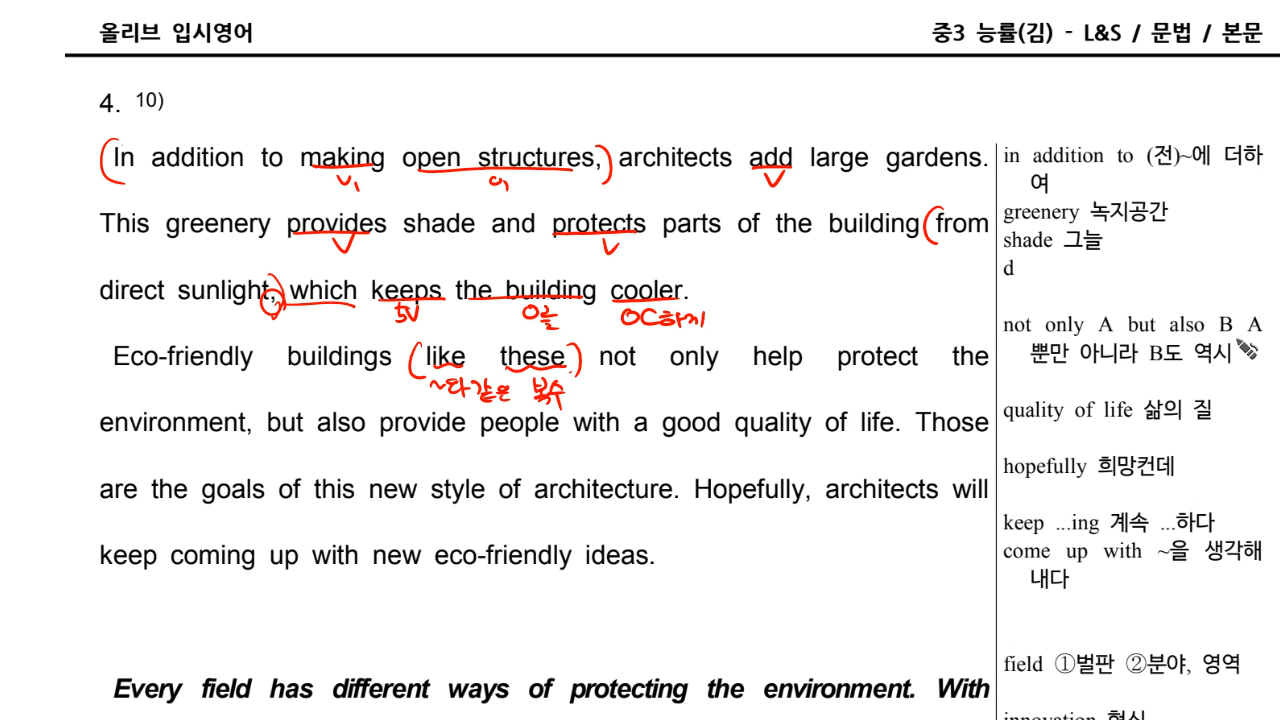 올리브 입시영어
중3 능률(김) - L&S / 문법 / 본문
4. 10)
In addition to making open structures, architects add large gardens.
v₁ o₁ V
This greenery provides shade and protects parts of the building from
V V
direct sunlight, which keeps the building cooler.
5V O를 OC하게
Eco-friendly buildings like these not only help protect the
~와 같은 복수
environment, but also provide people with a good quality of life. Those
are the goals of this new style of architecture. Hopefully, architects will
keep coming up with new eco-friendly ideas.
Every field has different ways of protecting the environment. With
in addition to (전)~에 더하
여
greenery 녹지공간
shade 그늘
d
not only A but also B A
뿐만 아니라 B도 역시
quality of life 삶의 질
hopefully 희망컨데
keep ...ing 계속 ...하다
come up with ~을 생각해
내다
field ①벌판 ②분야, 영역
innovation 혁신